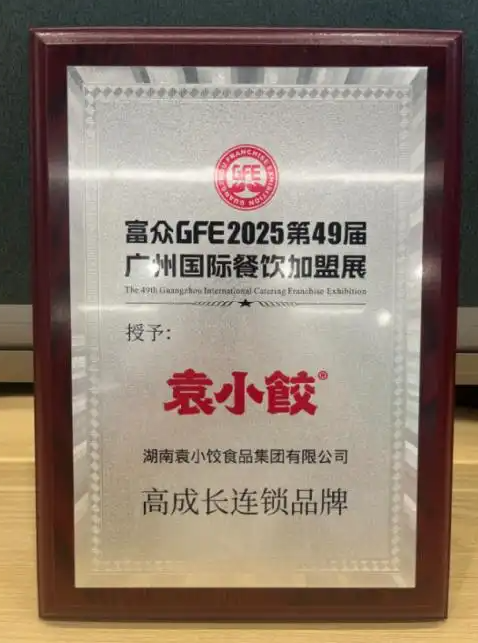 GUANGZHOU FRANCHISE EXHIBITION
GFE
富众GFE2025第49届
广州国际餐饮加盟展
The 49th Guangzhou International Catering Franchise Exhibition
授予:
袁小餃®
湖南袁小饺食品集团有限公司
高成长连锁品牌